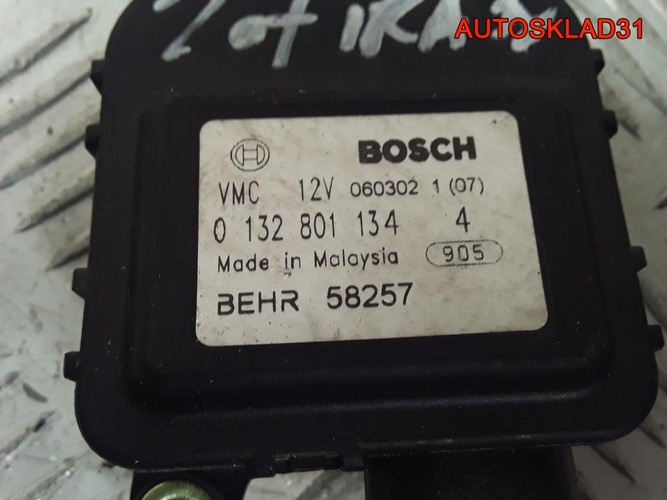 AUTOSKLAD31
BOSCH
VMC 12V 060302 1 (07)
0 132 801 134 4
Made in Malaysia 905
BEHR 58257